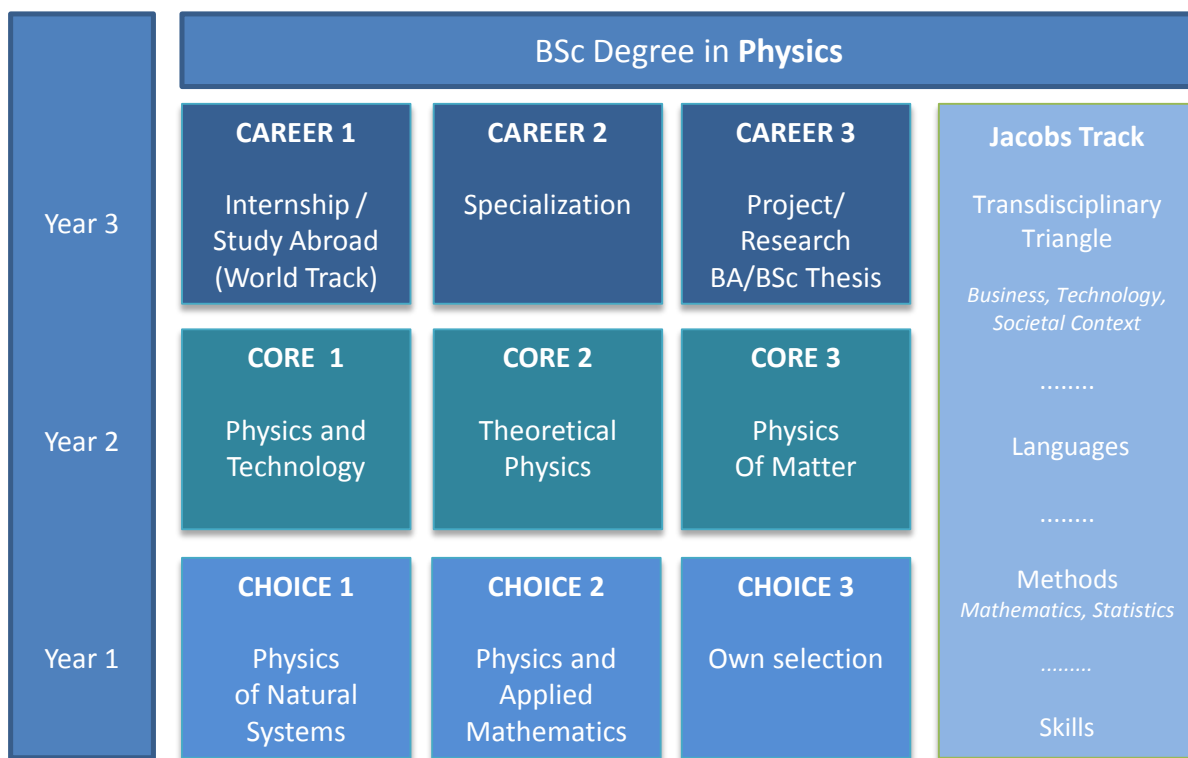 BSc Degree in Physics
Year 3
CAREER 1
Internship /
Study Abroad
(World Track)
CAREER 2
Specialization
CAREER 3
Project/
Research
BA/BSc Thesis
Year 2
CORE 1
Physics and
Technology
CORE 2
Theoretical
Physics
CORE 3
Physics
Of Matter
Year 1
CHOICE 1
Physics
of Natural
Systems
CHOICE 2
Physics and
Applied
Mathematics
CHOICE 3
Own selection
Jacobs Track
Transdisciplinary
Triangle
Business, Technology,
Societal Context
........
Languages
........
Methods
Mathematics, Statistics
.........
Skills